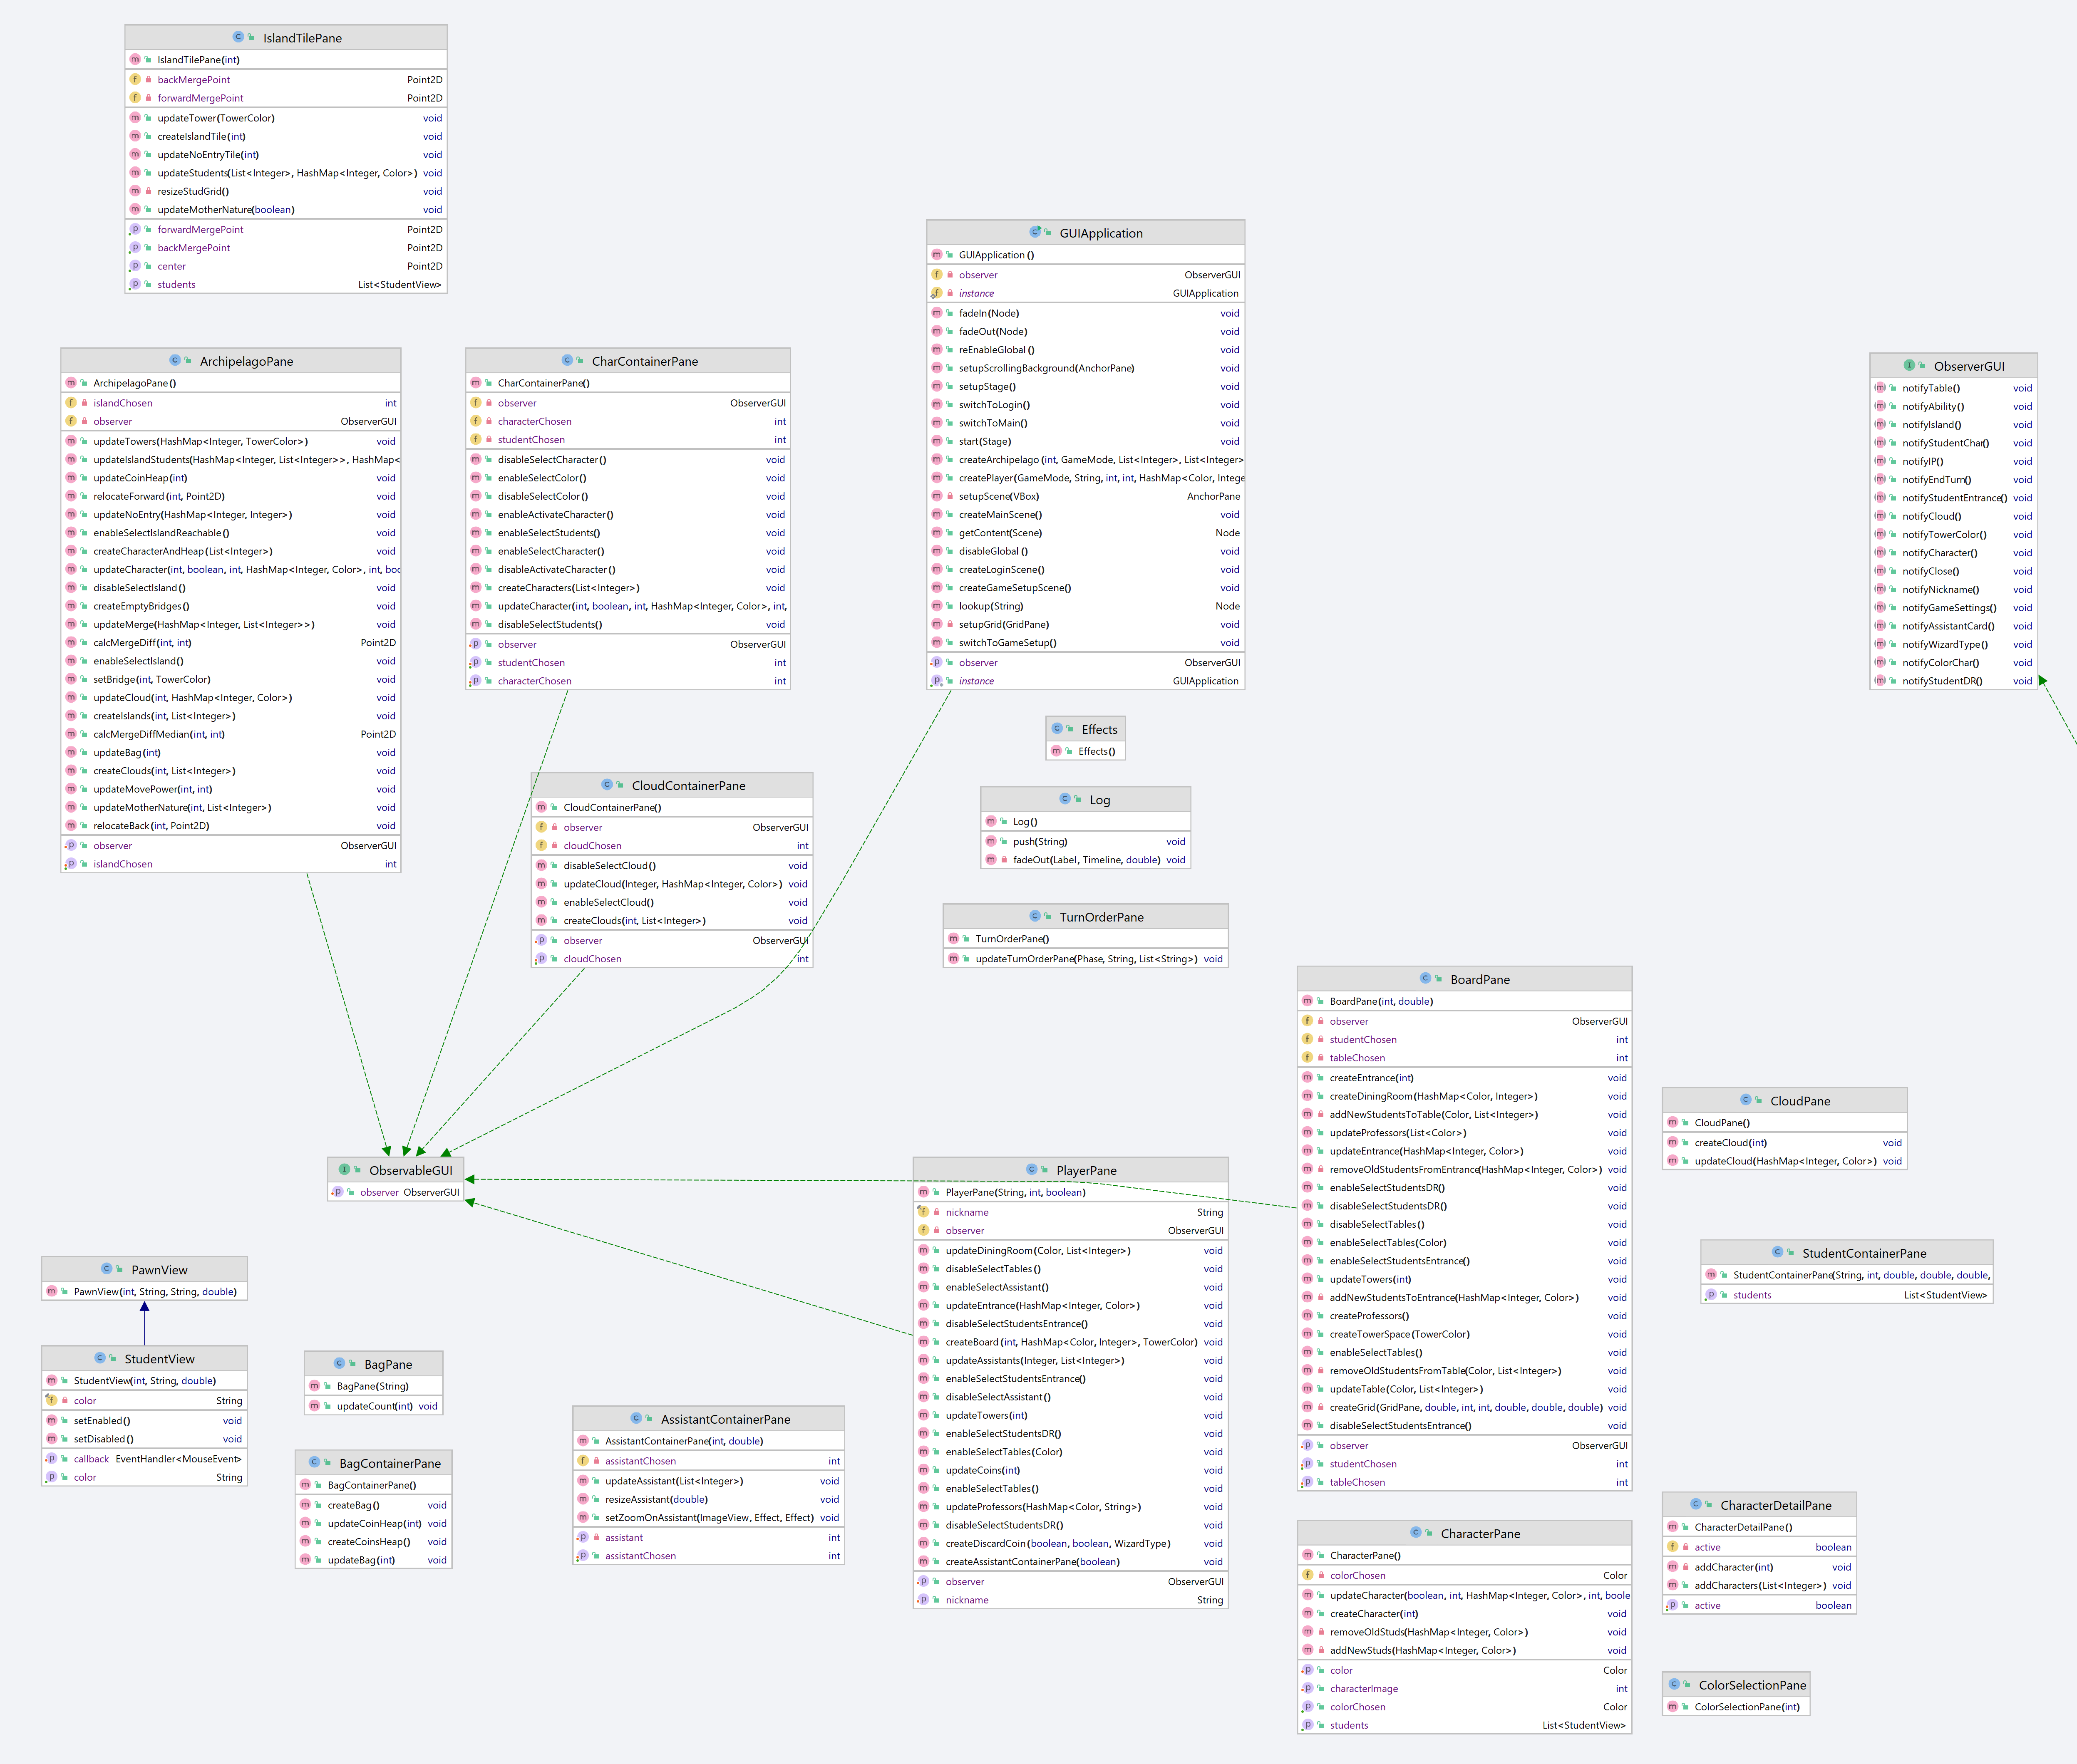 IslandTilePane
IslandTilePane(int)
backMergePoint Point2D
forwardMergePoint Point2D
updateTower(TowerColor) void
createIslandTile(int) void
updateNoEntryTile(int) void
updateStudents(List<Integer>, HashMap<Integer, Color>) void
resizeStudGrid() void
updateMotherNature(boolean) void
forwardMergePoint Point2D
backMergePoint Point2D
center Point2D
students List<StudentView>
ArchipelagoPane
ArchipelagoPane()
islandChosen int
observer ObserverGUI
updateTowers(HashMap<Integer, TowerColor>) void
updateIslandStudents(HashMap<Integer, List<Integer>>, HashMap<
updateCoinHeap(int) void
relocateForward(int, Point2D) void
updateNoEntry(HashMap<Integer, Integer>) void
enableSelectIslandReachable() void
createCharacterAndHeap(List<Integer>) void
updateCharacter(int, boolean, int, HashMap<Integer, Color>, int, boo
disableSelectIsland() void
createEmptyBridges() void
updateMerge(HashMap<Integer, List<Integer>>) void
calcMergeDiff(int, int) Point2D
enableSelectIsland() void
setBridge(int, TowerColor) void
updateCloud(int, HashMap<Integer, Color>) void
createIslands(int, List<Integer>) void
calcMergeDiffMedian(int, int) Point2D
updateBag(int) void
createClouds(int, List<Integer>) void
updateMovePower(int, int) void
updateMotherNature(int, List<Integer>) void
relocateBack(int, Point2D) void
observer ObserverGUI
islandChosen int
CharContainerPane
CharContainerPane()
observer ObserverGUI
characterChosen int
studentChosen int
disableSelectCharacter() void
enableSelectColor() void
disableSelectColor() void
enableActivateCharacter() void
enableSelectStudents() void
enableSelectCharacter() void
disableActivateCharacter() void
createCharacters(List<Integer>) void
updateCharacter(int, boolean, int, HashMap<Integer, Color>, int,
disableSelectStudents() void
observer ObserverGUI
studentChosen int
characterChosen int
GUIApplication
GUIApplication()
observer ObserverGUI
instance GUIApplication
fadeIn(Node) void
fadeOut(Node) void
reEnableGlobal() void
setupScrollingBackground(AnchorPane) void
setupStage() void
switchToLogin() void
switchToMain() void
start(Stage) void
createArchipelago(int, GameMode, List<Integer>, List<Integer>
createPlayer(GameMode, String, int, int, HashMap<Color, Intege
setupScene(VBox) AnchorPane
createMainScene() void
getContent(Scene) Node
disableGlobal() void
createLoginScene() void
createGameSetupScene() void
lookup(String) Node
setupGrid(GridPane) void
switchToGameSetup() void
observer ObserverGUI
instance GUIApplication
ObserverGUI
notifyTable() void
notifyAbility() void
notifyIsland() void
notifyStudentChar() void
notifyIP() void
notifyEndTurn() void
notifyStudentEntrance() void
notifyCloud() void
notifyTowerColor() void
notifyCharacter() void
notifyClose() void
notifyNickname() void
notifyGameSettings() void
notifyAssistantCard() void
notifyWizardType() void
notifyColorChar() void
notifyStudentDR() void
Effects
Effects()
CloudContainerPane
CloudContainerPane()
observer ObserverGUI
cloudChosen int
disableSelectCloud() void
updateCloud(Integer, HashMap<Integer, Color>) void
enableSelectCloud() void
createClouds(int, List<Integer>) void
observer ObserverGUI
cloudChosen int
Log
Log()
push(String) void
fadeOut(Label, Timeline, double) void
TurnOrderPane
TurnOrderPane()
updateTurnOrderPane(Phase, String, List<String>) void
BoardPane
BoardPane(int, double)
observer ObserverGUI
studentChosen int
tableChosen int
createEntrance(int) void
createDiningRoom(HashMap<Color, Integer>) void
addNewStudentsToTable(Color, List<Integer>) void
updateProfessors(List<Color>) void
updateEntrance(HashMap<Integer, Color>) void
removeOldStudentsFromEntrance(HashMap<Integer, Color>) void
enableSelectStudentsDR() void
disableSelectStudentsDR() void
disableSelectTables() void
enableSelectTables(Color) void
enableSelectStudentsEntrance() void
updateTowers(int) void
addNewStudentsToEntrance(HashMap<Integer, Color>) void
createProfessors() void
createTowerSpace(TowerColor) void
enableSelectTables() void
removeOldStudentsFromTable(Color, List<Integer>) void
updateTable(Color, List<Integer>) void
createGrid(GridPane, double, int, int, double, double, double) void
disableSelectStudentsEntrance() void
observer ObserverGUI
studentChosen int
tableChosen int
CloudPane
CloudPane()
createCloud(int) void
updateCloud(HashMap<Integer, Color>) void
ObservableGUI
observer ObserverGUI
PlayerPane
PlayerPane(String, int, boolean)
nickname String
observer ObserverGUI
updateDiningRoom(Color, List<Integer>) void
disableSelectTables() void
enableSelectAssistant() void
updateEntrance(HashMap<Integer, Color>) void
disableSelectStudentsEntrance() void
createBoard(int, HashMap<Color, Integer>, TowerColor) void
updateAssistants(Integer, List<Integer>) void
enableSelectStudentsEntrance() void
disableSelectAssistant() void
updateTowers(int) void
enableSelectStudentsDR() void
enableSelectTables(Color) void
updateCoins(int) void
enableSelectTables() void
updateProfessors(HashMap<Color, String>) void
disableSelectStudentsDR() void
createDiscardCoin(boolean, boolean, WizardType) void
createAssistantContainerPane(boolean) void
observer ObserverGUI
nickname String
StudentContainerPane
StudentContainerPane(String, int, double, double, double,
students List<StudentView>
PawnView
PawnView(int, String, String, double)
StudentView
StudentView(int, String, double)
color String
setEnabled() void
setDisabled() void
callback EventHandler<MouseEvent>
color String
BagPane
BagPane(String)
updateCount(int) void
BagContainerPane
BagContainerPane()
createBag() void
updateCoinHeap(int) void
createCoinsHeap() void
updateBag(int) void
AssistantContainerPane
AssistantContainerPane(int, double)
assistantChosen int
updateAssistant(List<Integer>) void
resizeAssistant(double) void
setZoomOnAssistant(ImageView, Effect, Effect) void
assistant int
assistantChosen int
CharacterPane
CharacterPane()
colorChosen Color
updateCharacter(boolean, int, HashMap<Integer, Color>, int, boole
createCharacter(int) void
removeOldStuds(HashMap<Integer, Color>) void
addNewStuds(HashMap<Integer, Color>) void
color Color
characterImage int
colorChosen Color
students List<StudentView>
CharacterDetailPane
CharacterDetailPane()
active boolean
addCharacter(int) void
addCharacters(List<Integer>) void
active boolean
ColorSelectionPane
ColorSelectionPane(int)